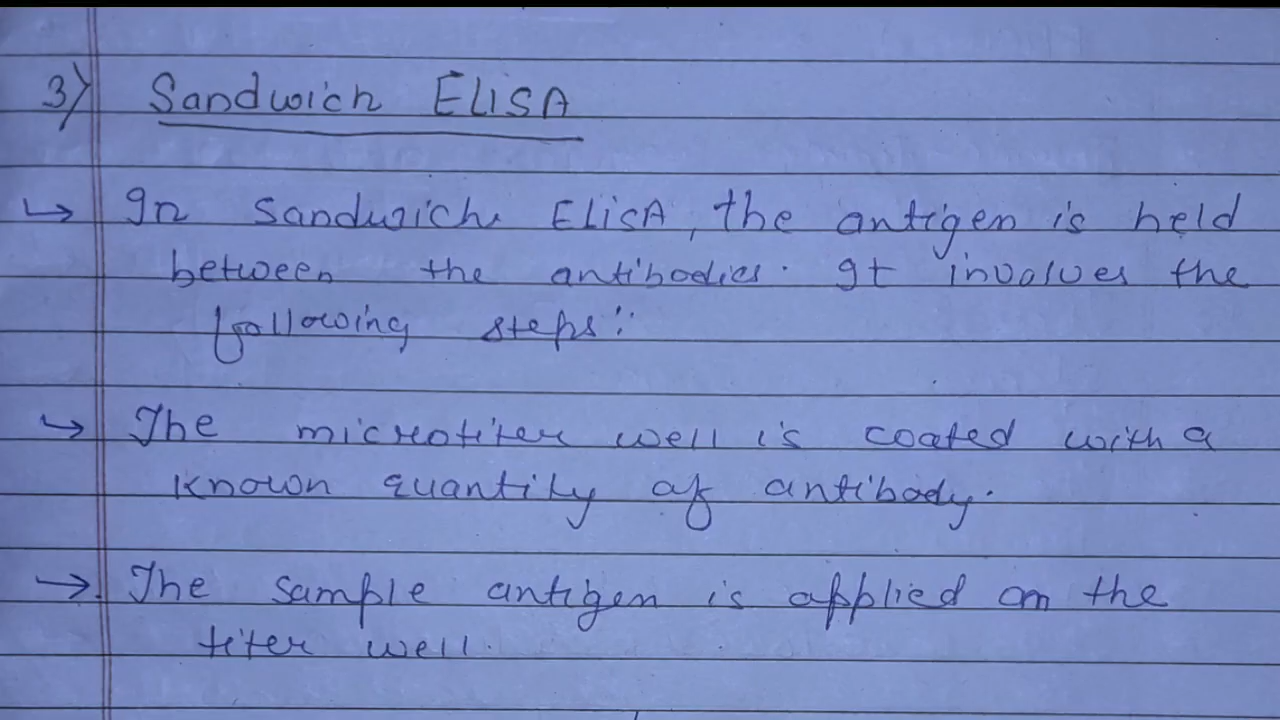 3) Sandwich ELISA
↳ In Sandwich ELISA, the antigen is held
between the antibodies. It involves the
following steps:
↳ The microtiter well is coated with a
known quantity of antibody.
→ The sample antigen is applied on the
titer well.